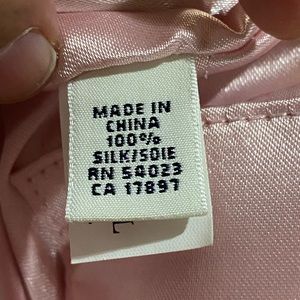 MADE IN
CHINA
100%
SILK/SOIE
RN 54023
CA 17897